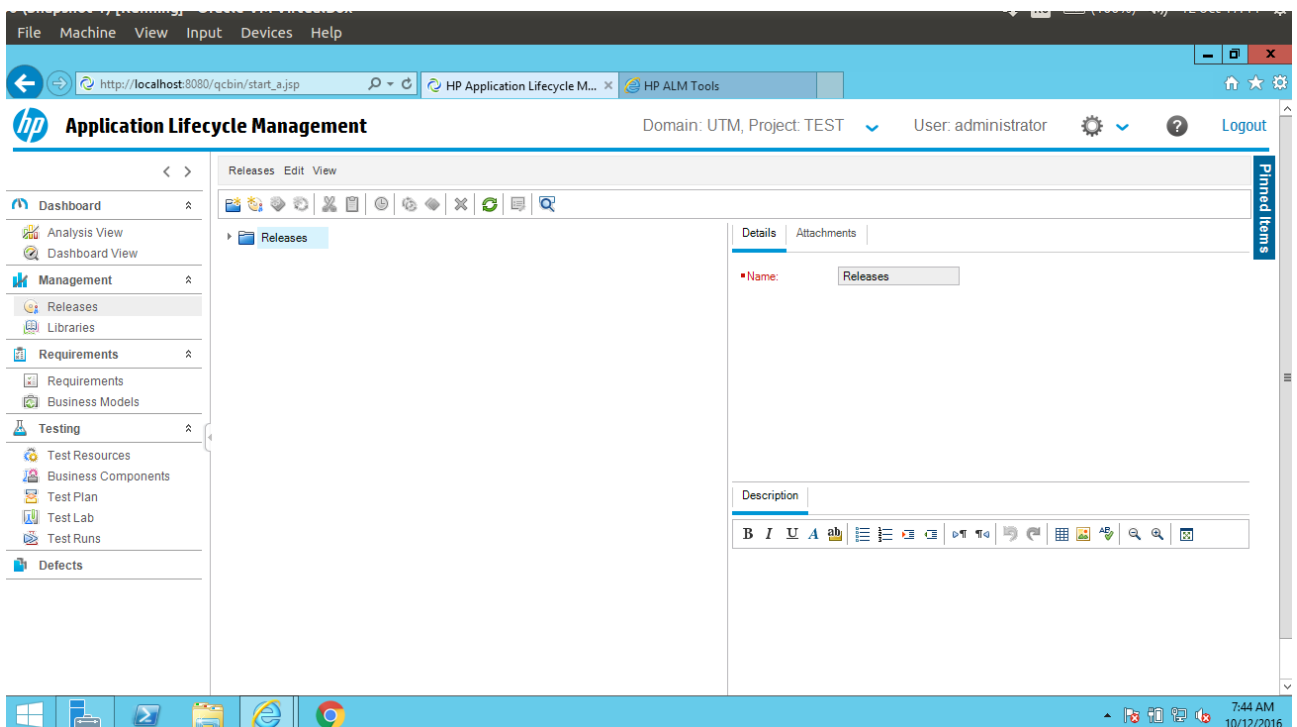 File Machine View Input Devices Help
http://localhost:8080/qcbin/start_a.jsp
HP Application Lifecycle M...
HP ALM Tools
hp Application Lifecycle Management
Domain: UTM, Project: TEST
User: administrator
Logout
Pinned Items
Releases Edit View
Dashboard
Analysis View
Dashboard View
Management
Releases
Libraries
Requirements
Requirements
Business Models
Testing
Test Resources
Business Components
Test Plan
Test Lab
Test Runs
Defects
Releases
Details Attachments
Name: Releases
Description
B I U A ab
7:44 AM
10/12/2016